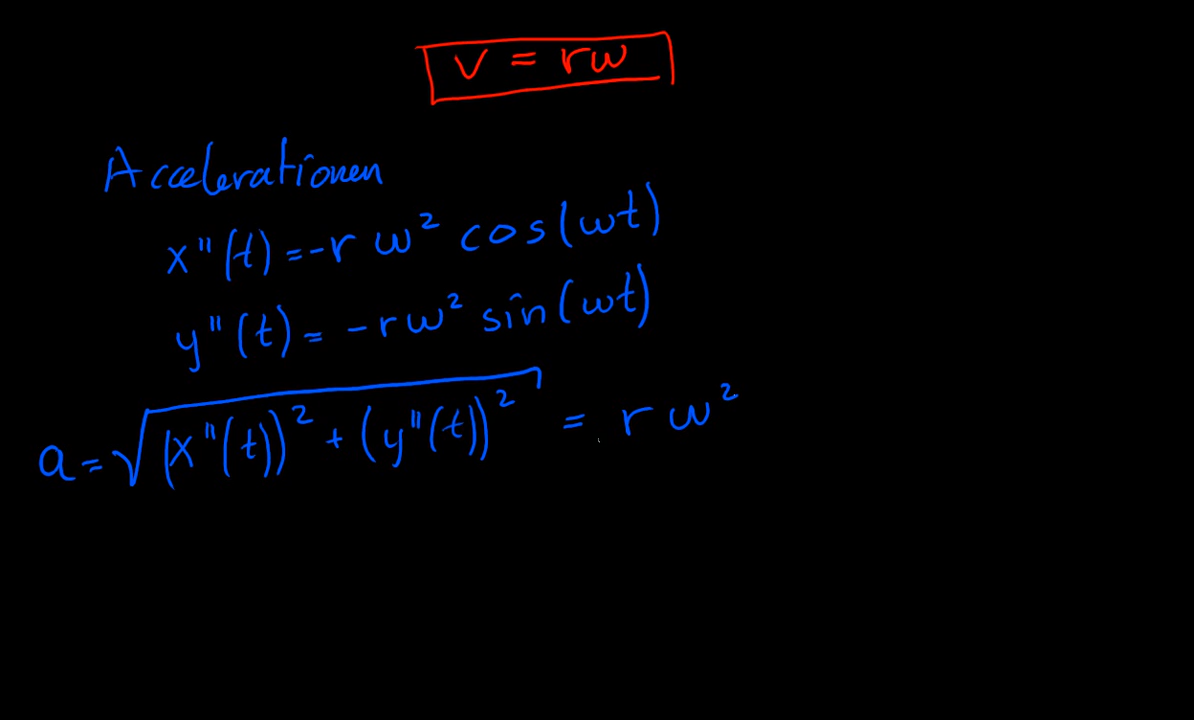 v = rω
Accelerationen
x''(t) = -rω² cos(ωt)
y''(t) = -rω² sin(ωt)
a = √((x''(t))² + (y''(t))²) = rω²